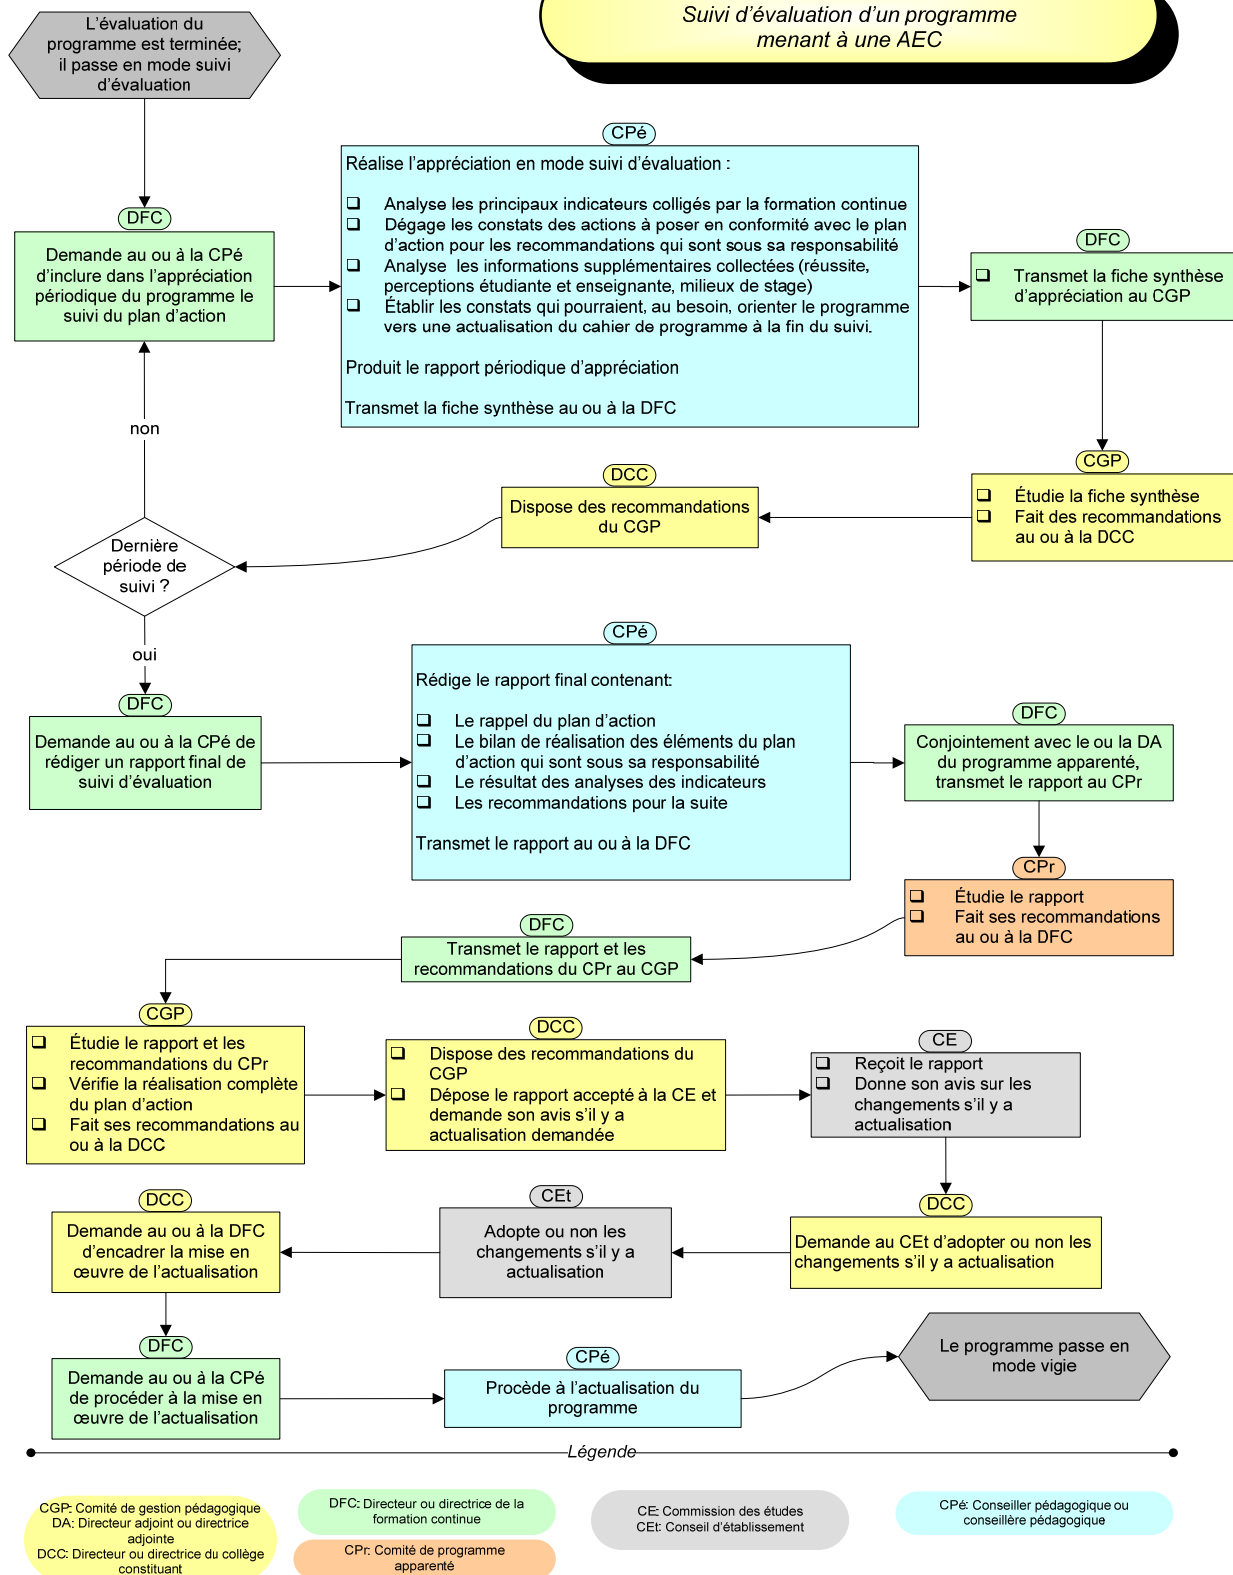 Suivi d'évaluation d'un programme
menant à une AEC
L'évaluation du
programme est terminée;
il passe en mode suivi
d'évaluation
DFC
Demande au ou à la CPé
d'inclure dans l'appréciation
périodique du programme le
suivi du plan d'action
CPé
Réalise l'appréciation en mode suivi d'évaluation :
❑ Analyse les principaux indicateurs colligés par la formation continue
❑ Dégage les constats des actions à poser en conformité avec le plan
d'action pour les recommandations qui sont sous sa responsabilité
❑ Analyse les informations supplémentaires collectées (réussite,
perceptions étudiante et enseignante, milieux de stage)
❑ Établir les constats qui pourraient, au besoin, orienter le programme
vers une actualisation du cahier de programme à la fin du suivi.
Produit le rapport périodique d'appréciation
Transmet la fiche synthèse au ou à la DFC
DFC
❑ Transmet la fiche synthèse
d'appréciation au CGP
CGP
❑ Étudie la fiche synthèse
❑ Fait des recommandations
au ou à la DCC
DCC
Dispose des recommandations
du CGP
non
Dernière
période de
suivi ?
oui
DFC
Demande au ou à la CPé de
rédiger un rapport final de
suivi d'évaluation
CPé
Rédige le rapport final contenant:
❑ Le rappel du plan d'action
❑ Le bilan de réalisation des éléments du plan
d'action qui sont sous sa responsabilité
❑ Le résultat des analyses des indicateurs
❑ Les recommandations pour la suite
Transmet le rapport au ou à la DFC
DFC
Conjointement avec le ou la DA
du programme apparenté,
transmet le rapport au CPr
CPr
❑ Étudie le rapport
❑ Fait ses recommandations
au ou à la DFC
DFC
Transmet le rapport et les
recommandations du CPr au CGP
CGP
❑ Étudie le rapport et les
recommandations du CPr
❑ Vérifie la réalisation complète
du plan d'action
❑ Fait ses recommandations au
ou à la DCC
DCC
❑ Dispose des recommandations du
CGP
❑ Dépose le rapport accepté à la CE et
demande son avis s'il y a
actualisation demandée
CE
❑ Reçoit le rapport
❑ Donne son avis sur les
changements s'il y a
actualisation
DCC
Demande au CEt d'adopter ou non les
changements s'il y a actualisation
CEt
Adopte ou non les
changements s'il y a
actualisation
DCC
Demande au ou à la DFC
d'encadrer la mise en
œuvre de l'actualisation
DFC
Demande au ou à la CPé
de procéder à la mise en
œuvre de l'actualisation
CPé
Procède à l'actualisation du
programme
Le programme passe en
mode vigie
Légende
CGP: Comité de gestion pédagogique
DA: Directeur adjoint ou directrice
adjointe
DCC: Directeur ou directrice du collège
constituant
DFC: Directeur ou directrice de la
formation continue
CPr: Comité de programme
apparenté
CE: Commission des études
CEt: Conseil d'établissement
CPé: Conseiller pédagogique ou
conseillère pédagogique